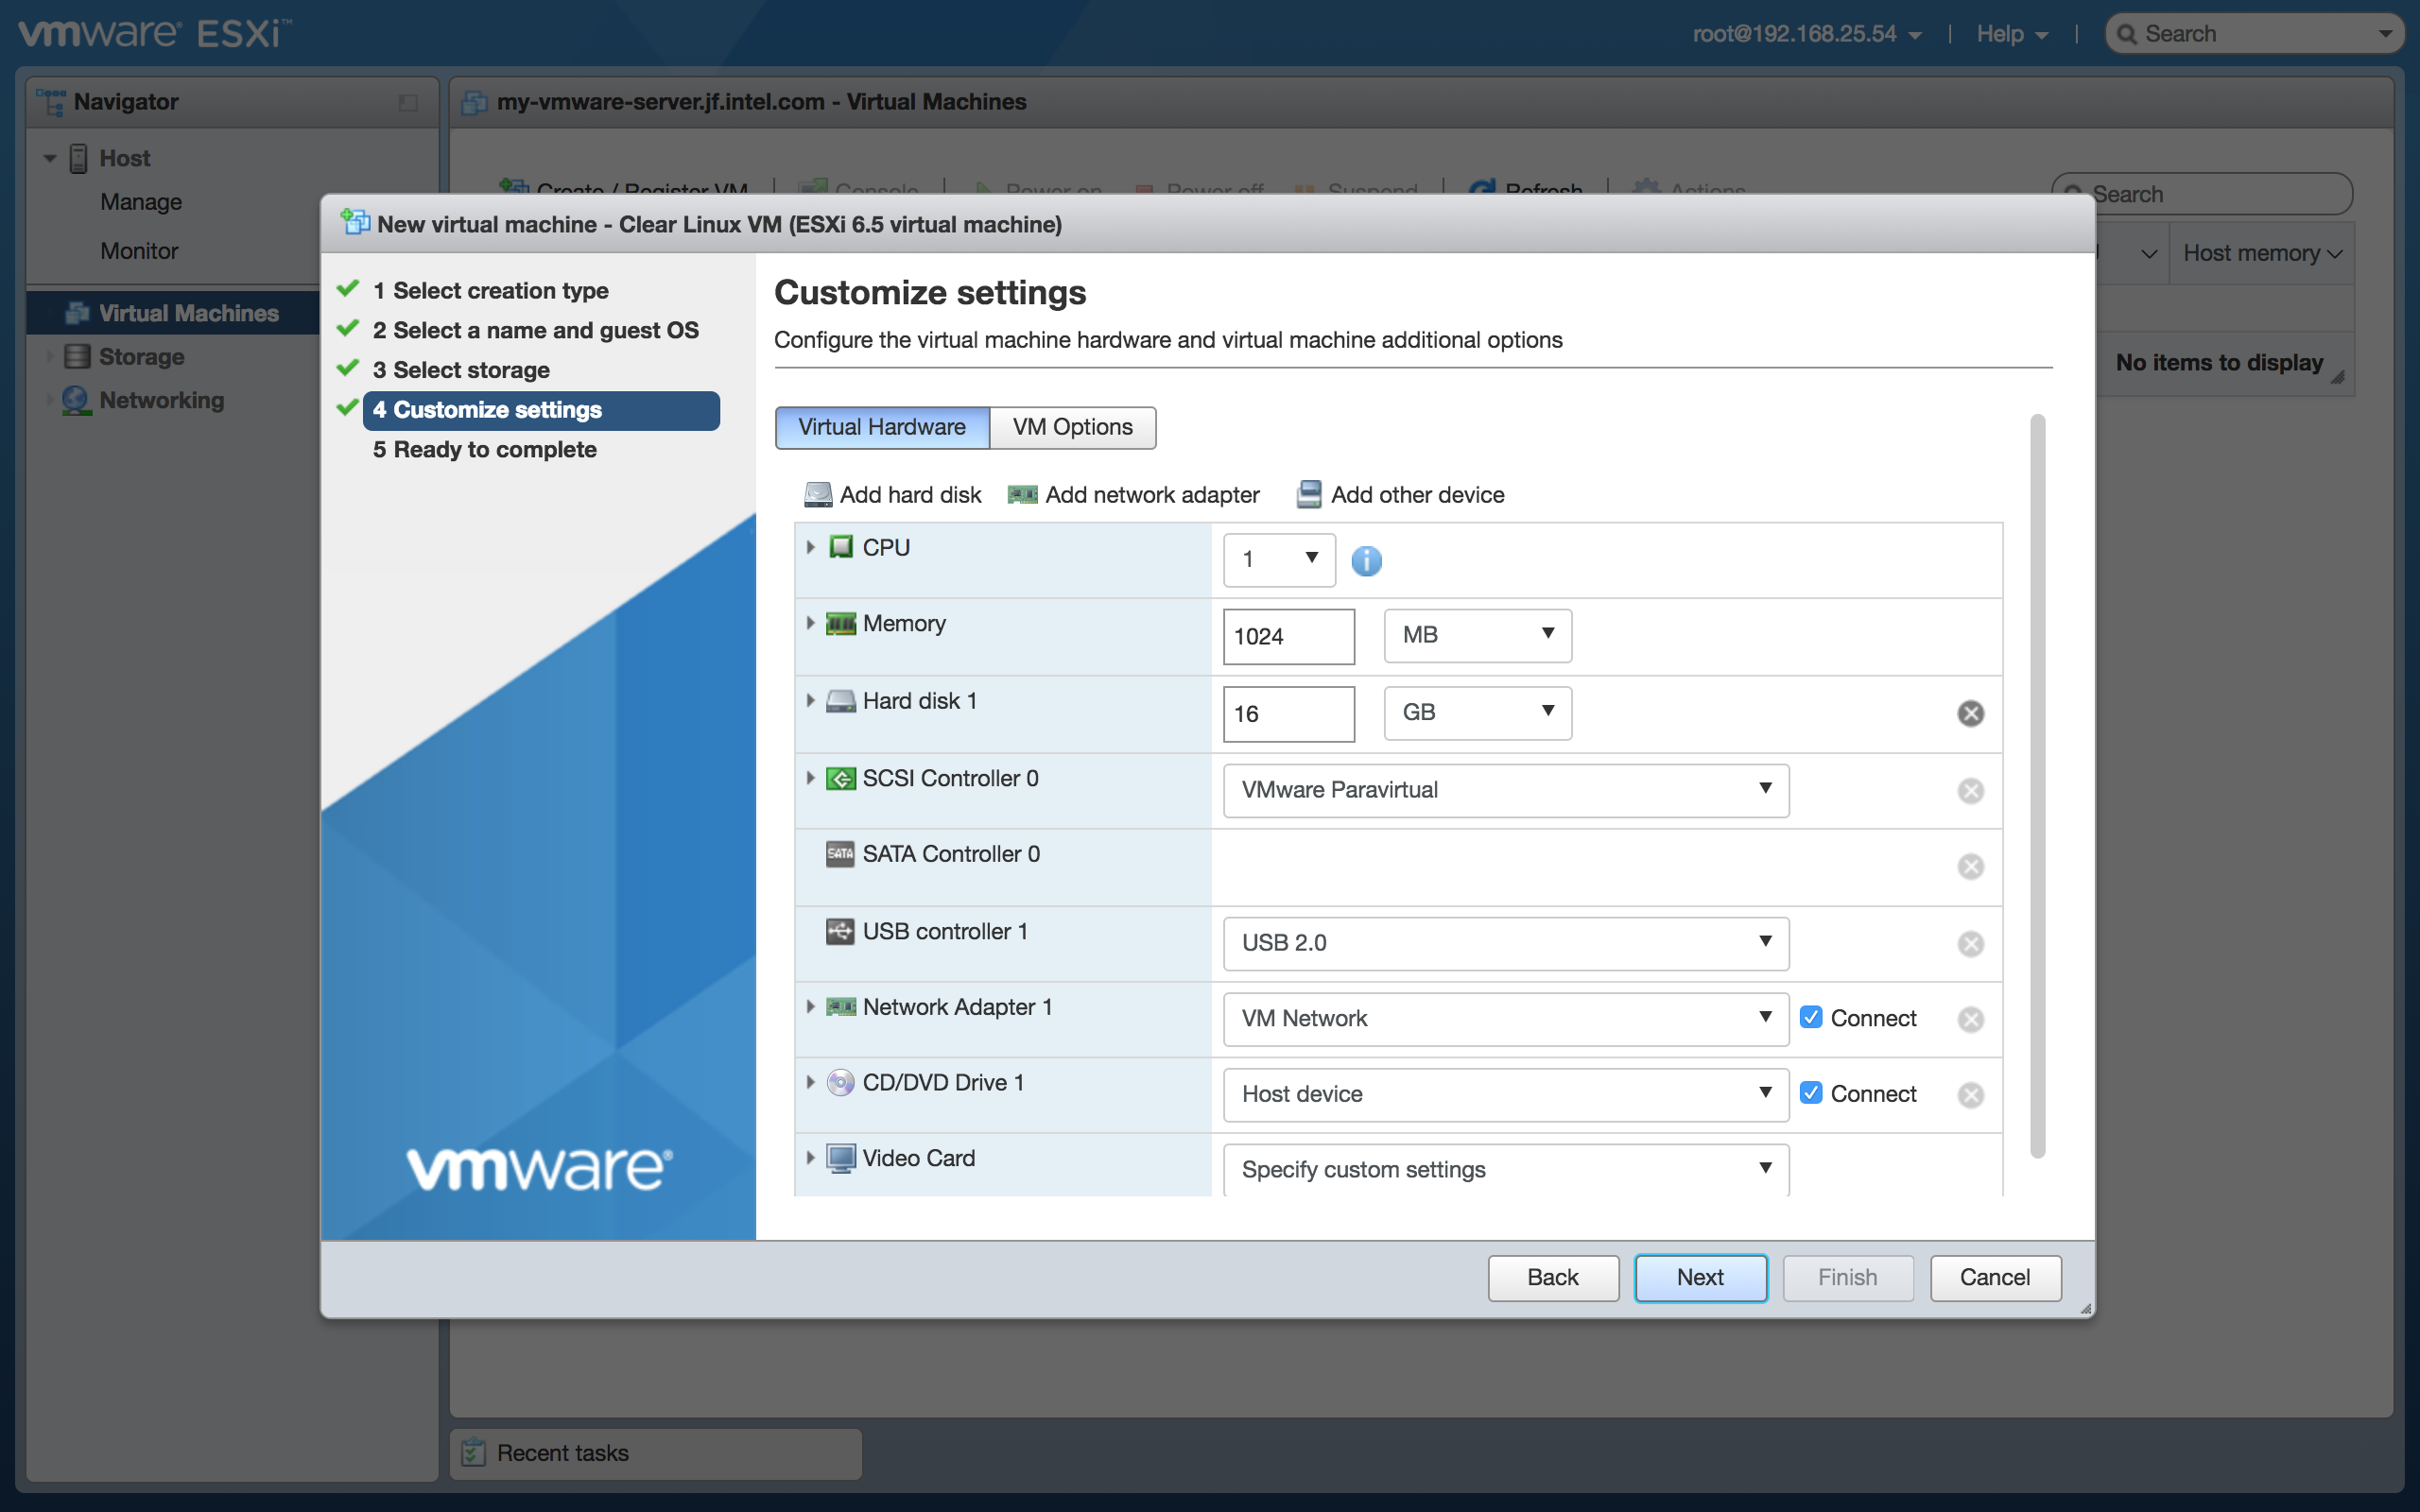 vmware® ESXi™
root@192.168.25.54
Help
Search
Navigator
my-vmware-server.jf.intel.com - Virtual Machines
Host
Manage
Monitor
Virtual Machines
Storage
Networking
Create / Register VM
Console
Power on
Power off
Suspend
Refresh
Actions
Search
Host memory
No items to display
New virtual machine - Clear Linux VM (ESXi 6.5 virtual machine)
1 Select creation type
2 Select a name and guest OS
3 Select storage
4 Customize settings
5 Ready to complete
vmware®
Customize settings
Configure the virtual machine hardware and virtual machine additional options
Virtual Hardware
VM Options
Add hard disk
Add network adapter
Add other device
CPU
1
Memory
1024
MB
Hard disk 1
16
GB
SCSI Controller 0
VMware Paravirtual
SATA
SATA Controller 0
USB controller 1
USB 2.0
Network Adapter 1
VM Network
Connect
CD/DVD Drive 1
Host device
Connect
Video Card
Specify custom settings
Back
Next
Finish
Cancel
Recent tasks